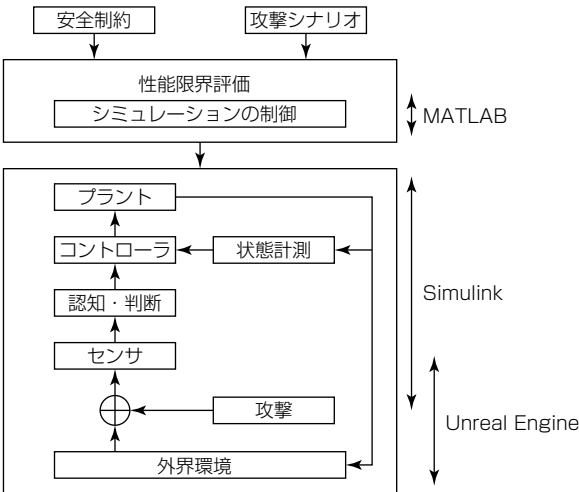 安全制約
攻撃シナリオ
性能限界評価
シミュレーションの制御
MATLAB
プラント
コントローラ
状態計測
認知・判断
Simulink
センサ
攻撃
Unreal Engine
外界環境